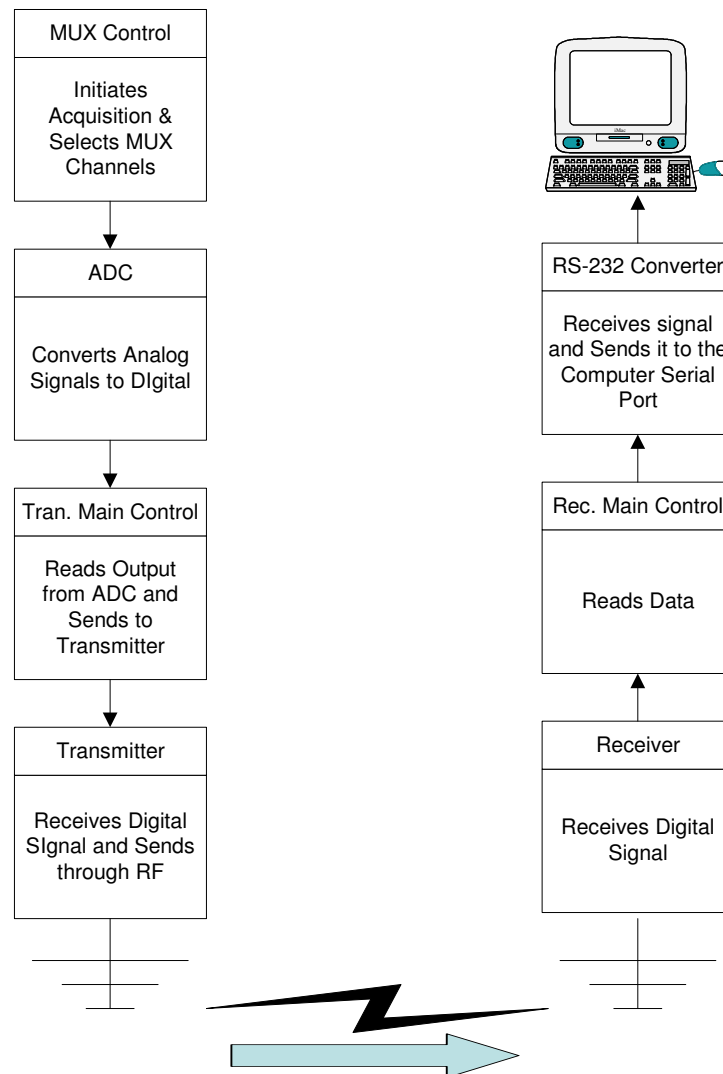 MUX Control
Initiates
Acquisition &
Selects MUX
Channels
ADC
Converts Analog
Signals to DIgital
Tran. Main Control
Reads Output
from ADC and
Sends to
Transmitter
Transmitter
Receives Digital
SIgnal and Sends
through RF
iMac
RS-232 Converter
Receives signal
and Sends it to the
Computer Serial
Port
Rec. Main Control
Reads Data
Receiver
Receives Digital
Signal